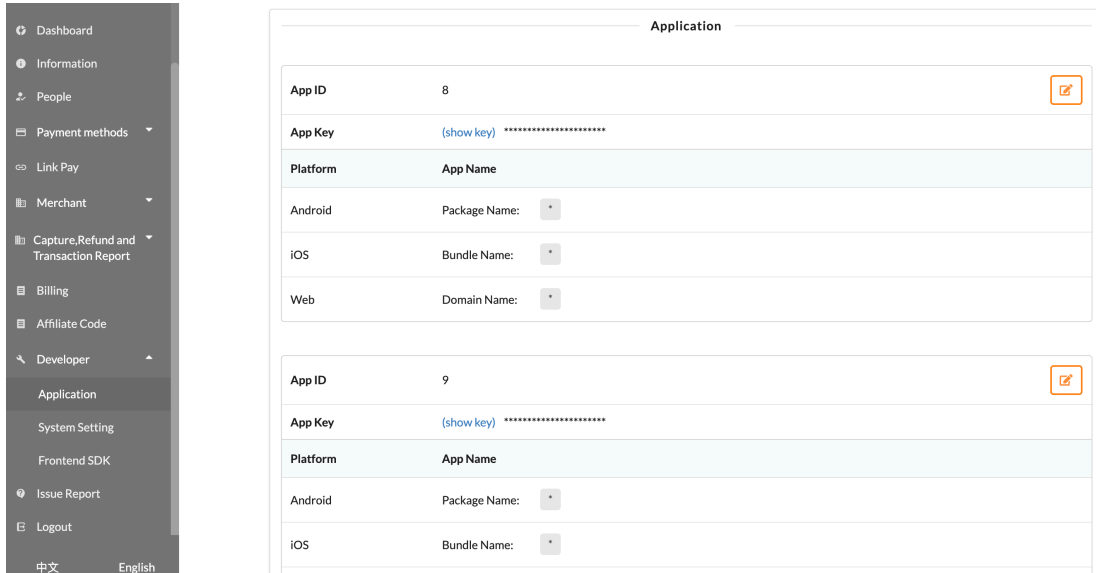 Dashboard
Information
People
Payment methods
Link Pay
Merchant
Capture,Refund and
Transaction Report
Billing
Affiliate Code
Developer
Application
System Setting
Frontend SDK
Issue Report
Logout
中文 English
Application
App ID 8
App Key (show key) **********************
Platform App Name
Android Package Name: *
iOS Bundle Name: *
Web Domain Name: *
App ID 9
App Key (show key) **********************
Platform App Name
Android Package Name: *
iOS Bundle Name: *